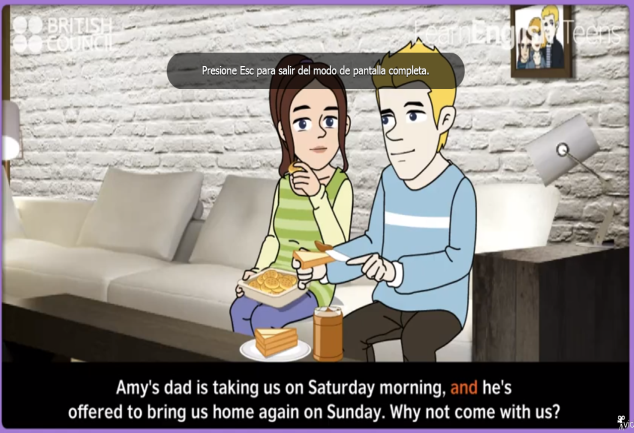 BRITISH
COUNCIL
LearnEnglish Teens
Presione Esc para salir del modo de pantalla completa.
Amy's dad is taking us on Saturday morning, and he's
offered to bring us home again on Sunday. Why not come with us?